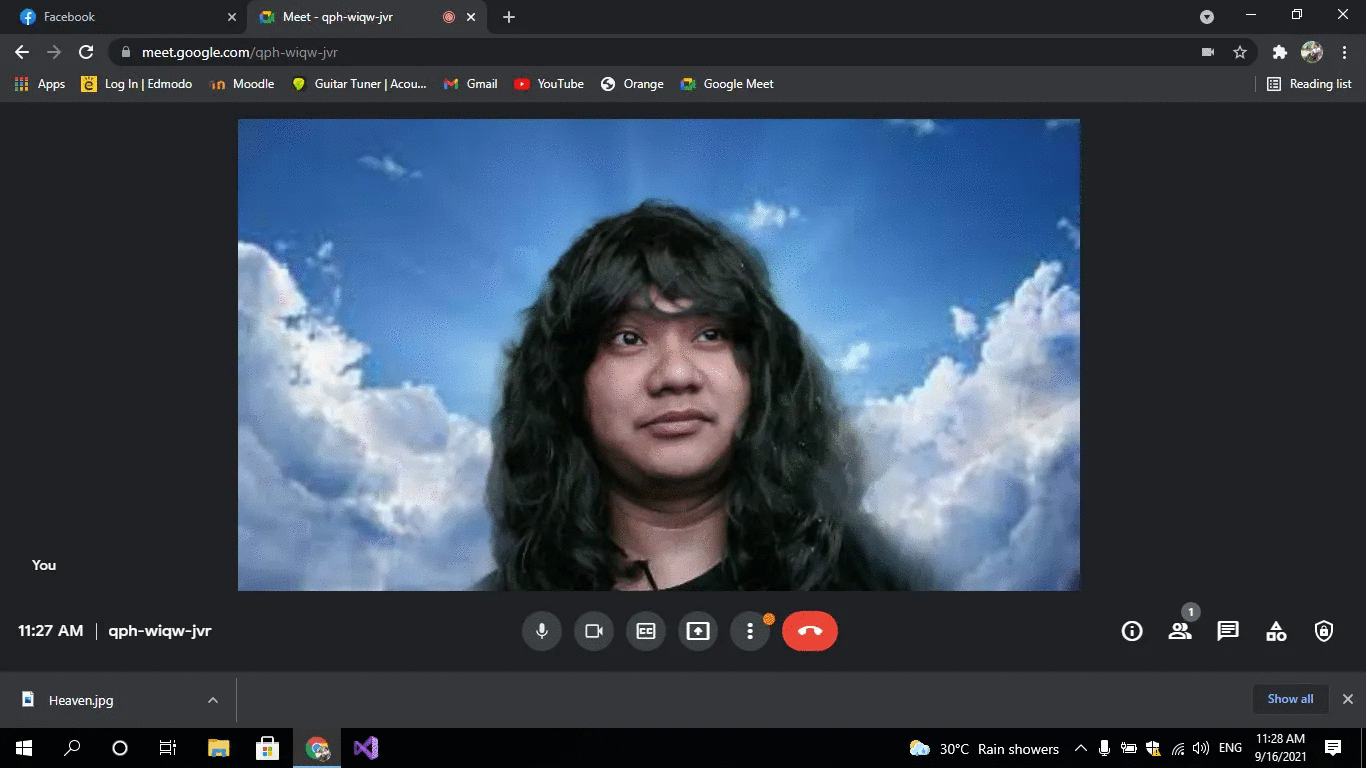 Facebook
Meet - qph-wiqw-jvr
meet.google.com/qph-wiqw-jvr
Apps
Log In | Edmodo
Moodle
Guitar Tuner | Acou...
Gmail
YouTube
Orange
Google Meet
Reading list
You
11:27 AM | qph-wiqw-jvr
CC
1
Heaven.jpg
Show all
30°C Rain showers
ENG
11:28 AM
9/16/2021